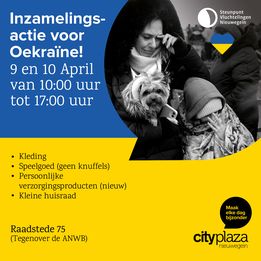 Inzamelings-
actie voor
Oekraïne!
9 en 10 April
van 10:00 uur
tot 17:00 uur
Steunpunt
Vluchtelingen
Nieuwegein
• Kleding
• Speelgoed (geen knuffels)
• Persoonlijke
verzorgingsproducten (nieuw)
• Kleine huisraad
Raadstede 75
(Tegenover de ANWB)
Maak
elke dag
bijzonder
cityplaza
nieuwegein